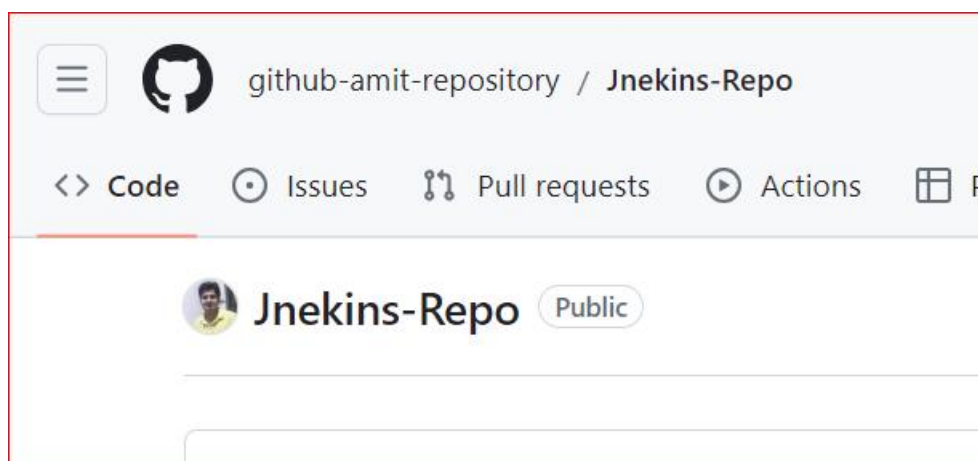 github-amit-repository / Jnekins-Repo
Code Issues Pull requests Actions
Jnekins-Repo Public